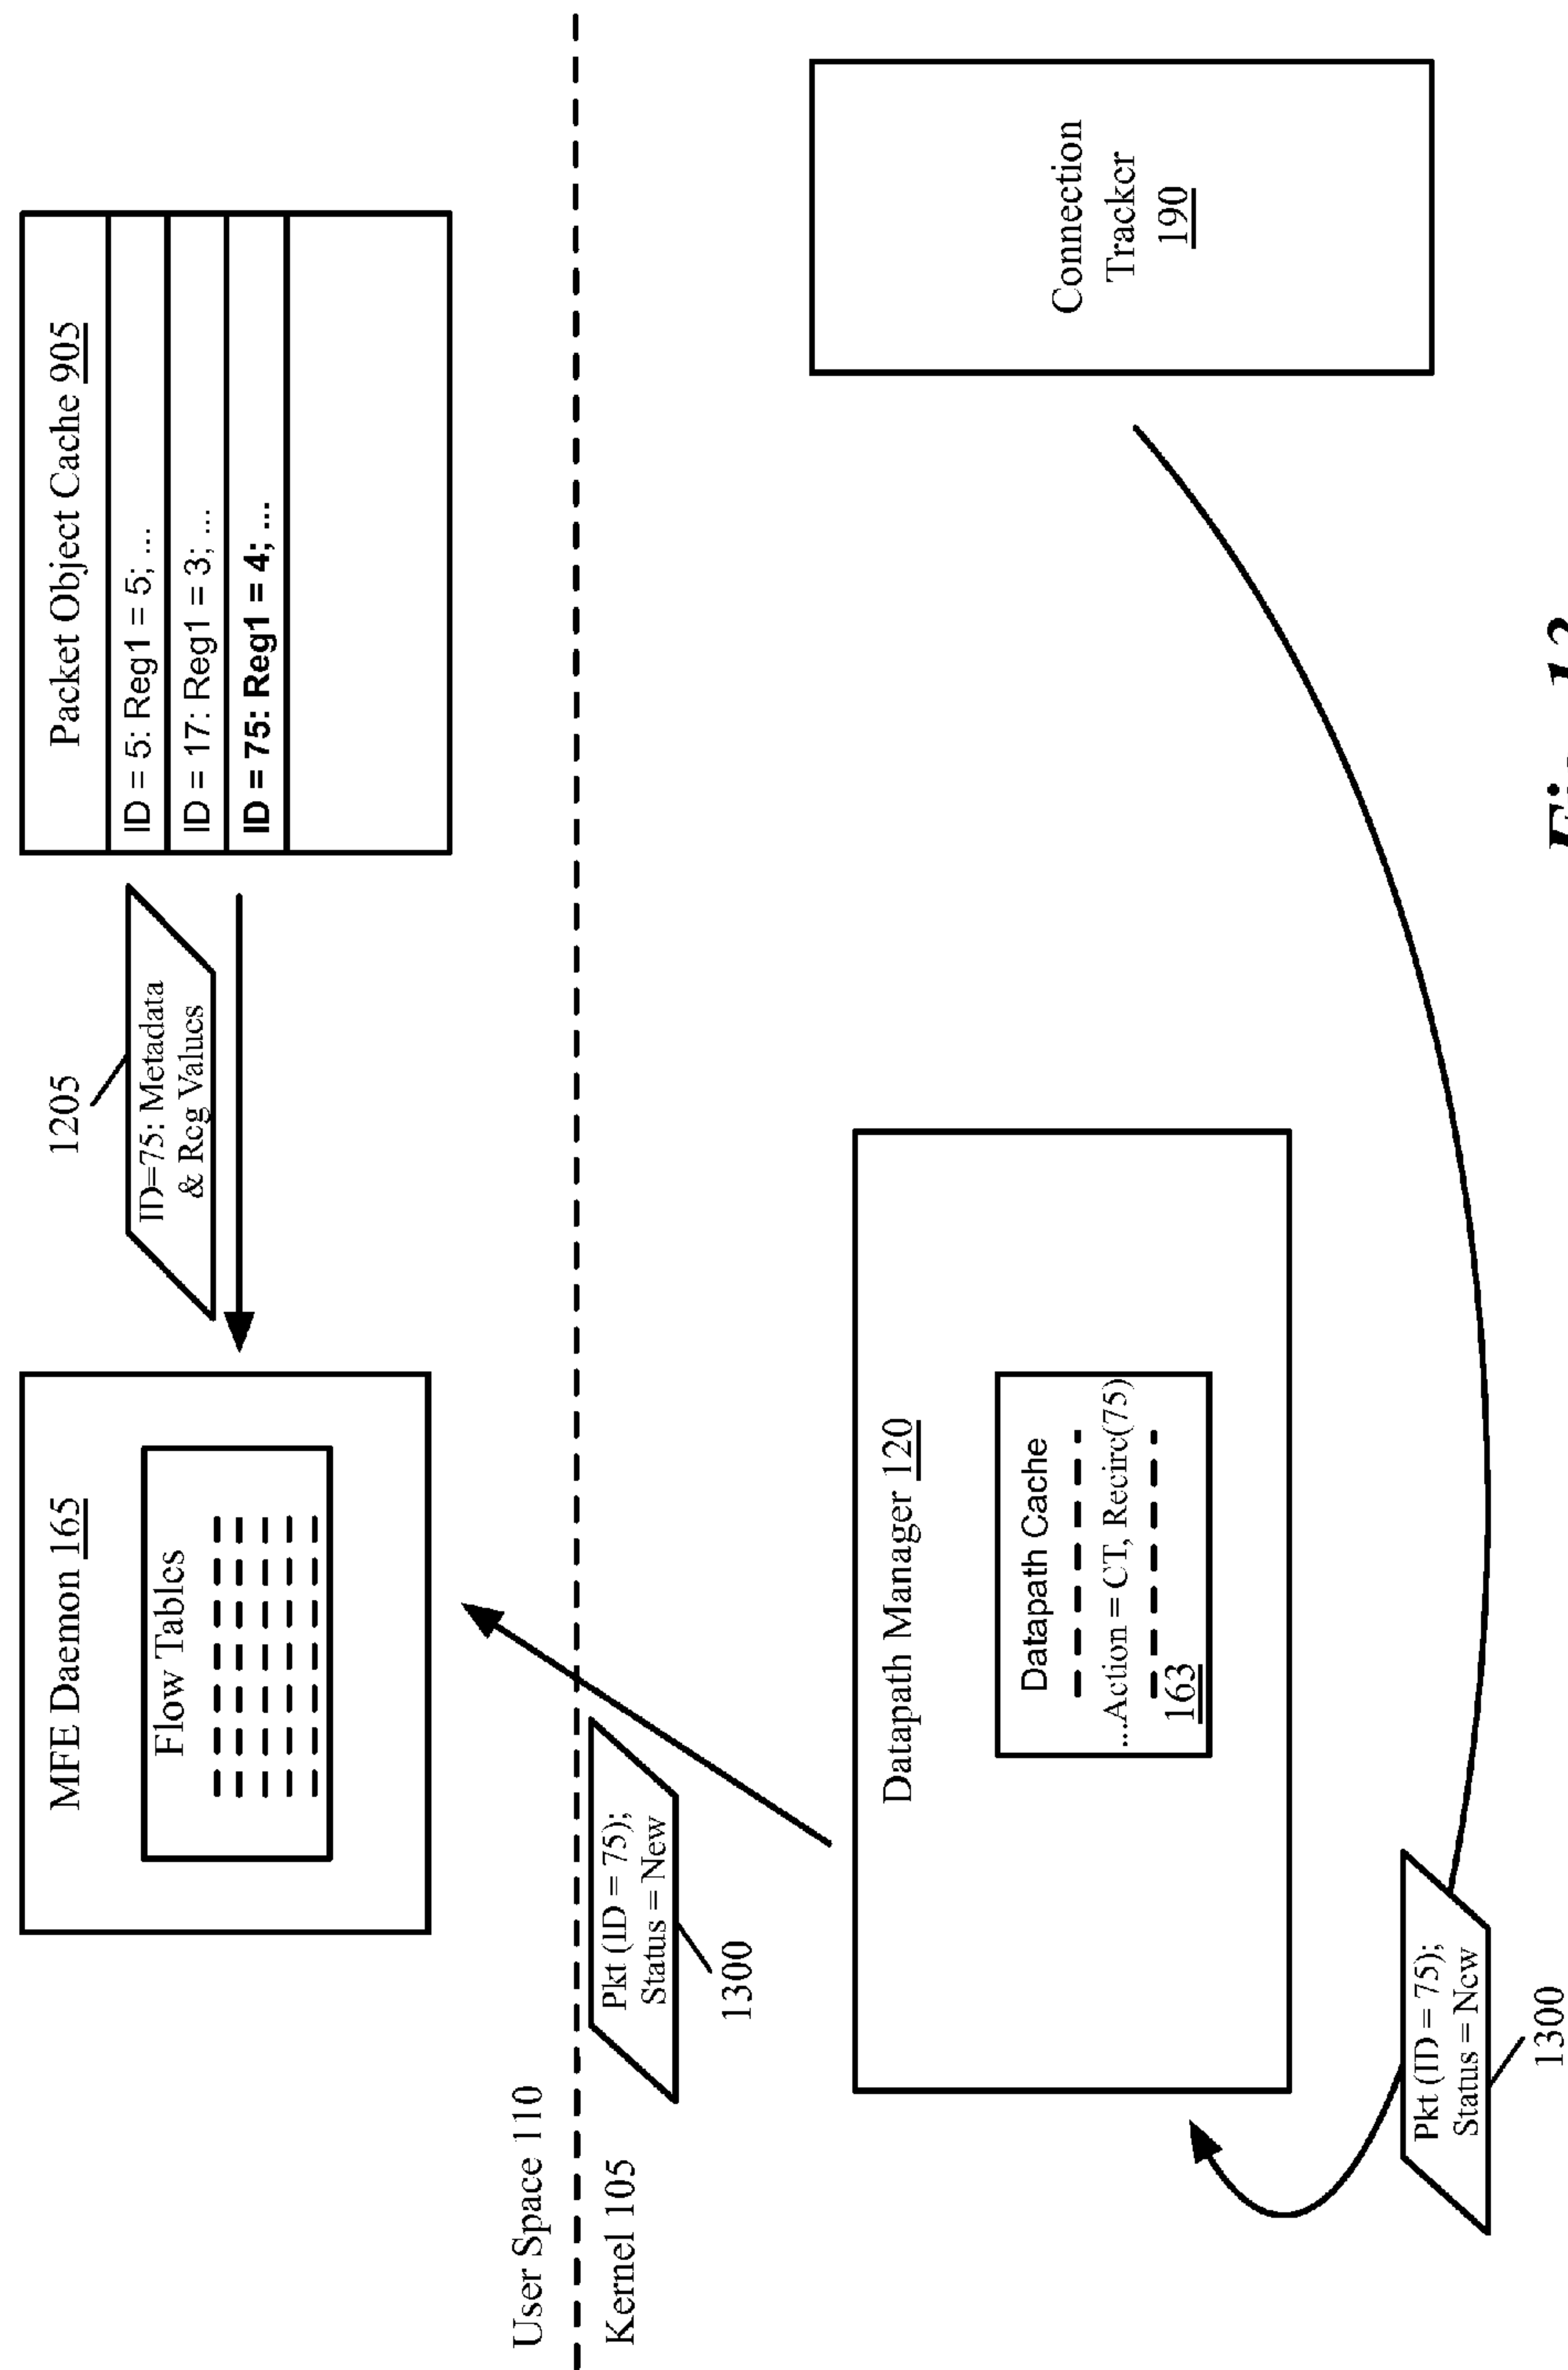 MFE Daemon 165
Flow Tables
1205
ID=75: Metadata
& Reg Values
Packet Object Cache 905
ID = 5: Reg1 = 5; ...
ID = 17: Reg1 = 3; ...
ID = 75: Reg1 = 4; ...
User Space 110
Kernel 105
Pkt (ID = 75);
Status = New
1300
Datapath Manager 120
Datapath Cache
...Action = CT, Recirc(75)
163
Connection
Tracker
190
Pkt (ID = 75);
Status = New
1300